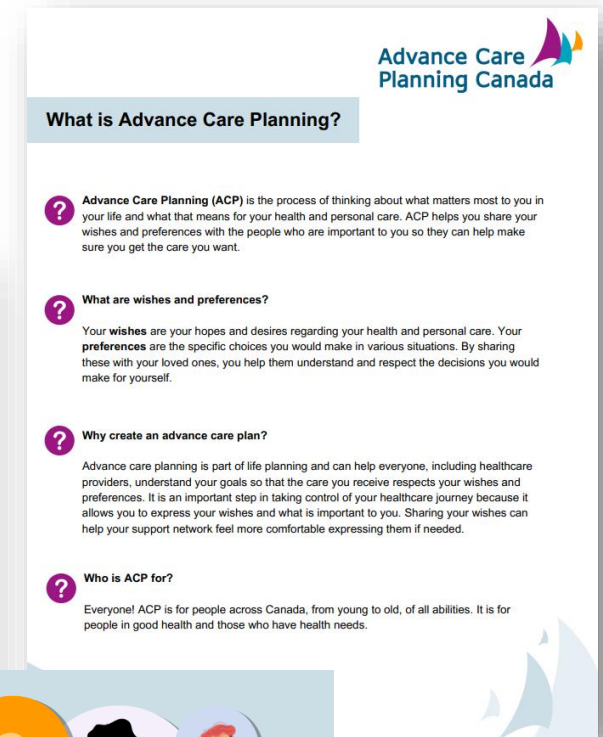 Advance Care
Planning Canada
What is Advance Care Planning?
Advance Care Planning (ACP) is the process of thinking about what matters most to you in
your life and what that means for your health and personal care. ACP helps you share your
wishes and preferences with the people who are important to you so they can help make
sure you get the care you want.
What are wishes and preferences?
Your wishes are your hopes and desires regarding your health and personal care. Your
preferences are the specific choices you would make in various situations. By sharing
these with your loved ones, you help them understand and respect the decisions you would
make for yourself.
Why create an advance care plan?
Advance care planning is part of life planning and can help everyone, including healthcare
providers, understand your goals so that the care you receive respects your wishes and
preferences. It is an important step in taking control of your healthcare journey because it
allows you to express your wishes and what is important to you. Sharing your wishes can
help your support network feel more comfortable expressing them if needed.
Who is ACP for?
Everyone! ACP is for people across Canada, from young to old, of all abilities. It is for
people in good health and those who have health needs.